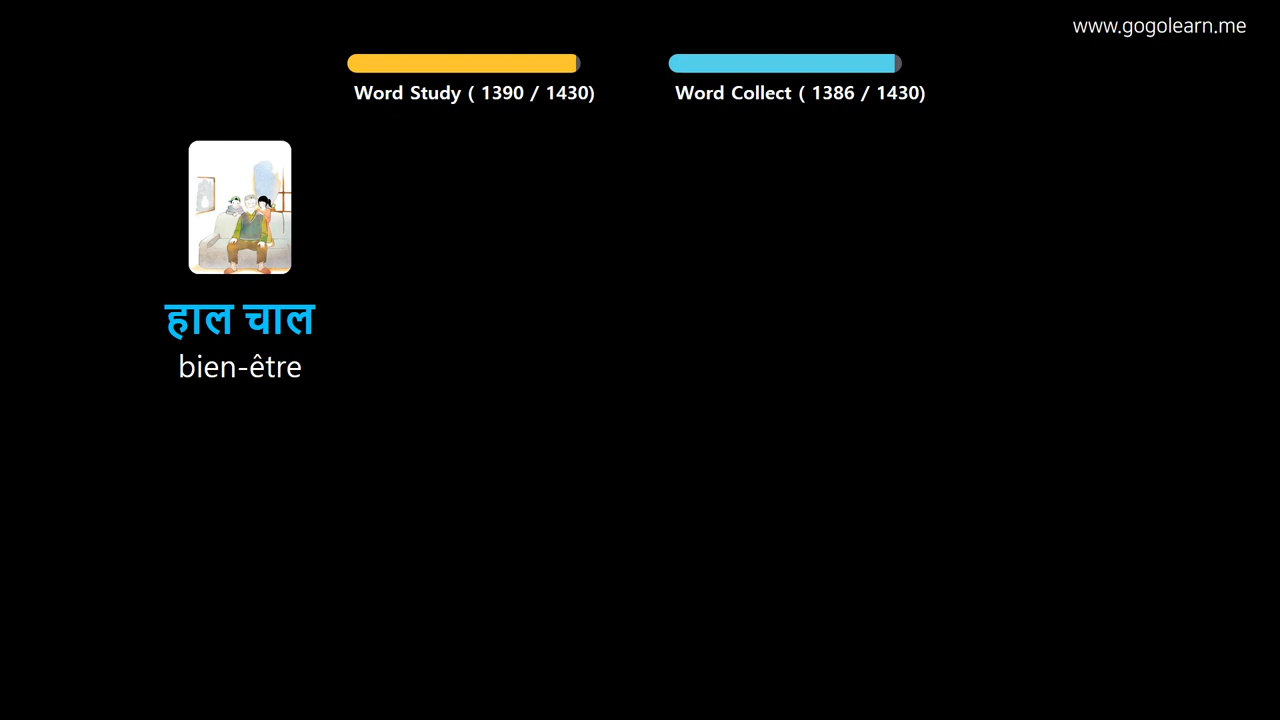 www.gogolearn.me
Word Study ( 1390 / 1430)
Word Collect ( 1386 / 1430)
हाल चाल
bien-être